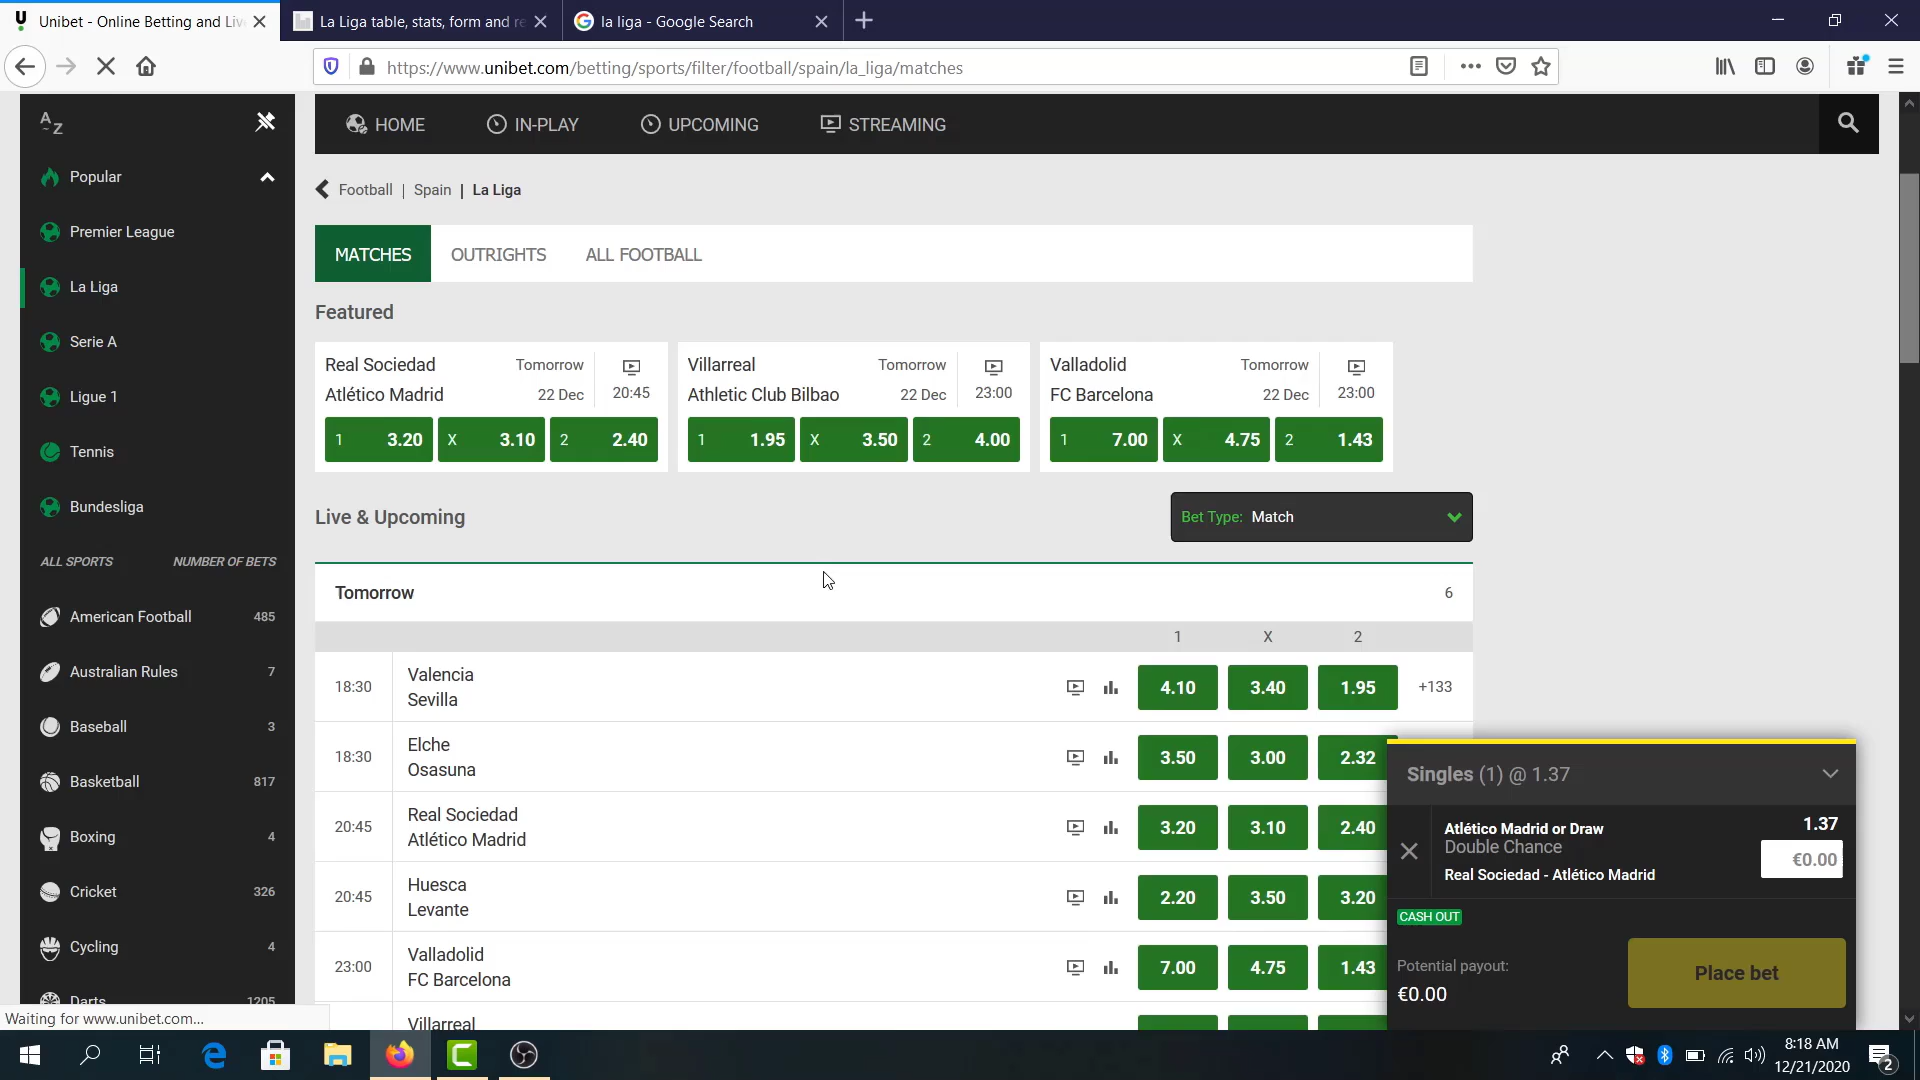 Unibet - Online Betting and Liv
La Liga table, stats, form and re
la liga - Google Search
https://www.unibet.com/betting/sports/filter/football/spain/la_liga/matches
A
Z
HOME
IN-PLAY
UPCOMING
STREAMING
Popular
Premier League
La Liga
Serie A
Ligue 1
Tennis
Bundesliga
ALL SPORTS NUMBER OF BETS
American Football 485
Australian Rules 7
Baseball 3
Basketball 817
Boxing 4
Cricket 326
Cycling 4
Darts 1205
Football | Spain | La Liga
MATCHES OUTRIGHTS ALL FOOTBALL
Featured
Real Sociedad Tomorrow
Atlético Madrid 22 Dec 20:45
1 3.20 X 3.10 2 2.40
Villarreal Tomorrow
Athletic Club Bilbao 22 Dec 23:00
1 1.95 X 3.50 2 4.00
Valladolid Tomorrow
FC Barcelona 22 Dec 23:00
1 7.00 X 4.75 2 1.43
Live & Upcoming
Bet Type: Match
Tomorrow 6
1 X 2
18:30 Valencia
Sevilla
4.10 3.40 1.95 +133
18:30 Elche
Osasuna
3.50 3.00 2.32
20:45 Real Sociedad
Atlético Madrid
3.20 3.10 2.40
20:45 Huesca
Levante
2.20 3.50 3.20
23:00 Valladolid
FC Barcelona
7.00 4.75 1.43
Villarreal
Singles (1) @ 1.37
Atlético Madrid or Draw 1.37
Double Chance
€0.00
Real Sociedad - Atlético Madrid
CASH OUT
Potential payout:
€0.00
Place bet
Waiting for www.unibet.com...
8:18 AM
12/21/2020
2